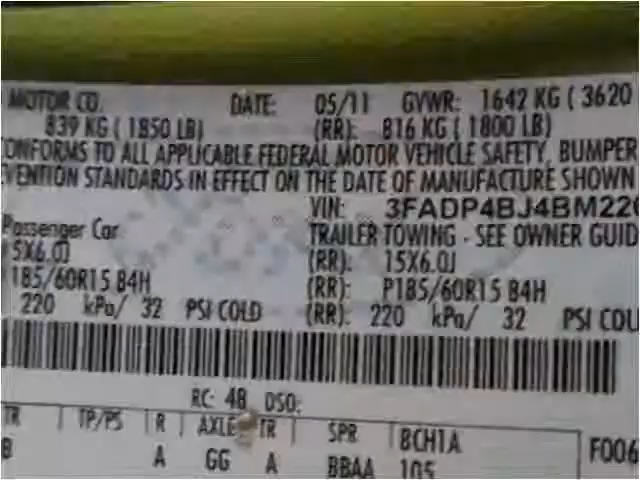 MOTOR CO. DATE: 05/11 GVWR: 1642 KG ( 3620
839 KG ( 1850 LB) (RR): 816 KG ( 1800 LB)
ONFORMS TO ALL APPLICABLE FEDERAL MOTOR VEHICLE SAFETY, BUMPER
VENTION STANDARDS IN EFFECT ON THE DATE OF MANUFACTURE SHOWN
VIN: 3FADP4BJ4BM220
Passenger Car TRAILER TOWING - SEE OWNER GUID
5X6.0J (RR): 15X6.0J
P185/60R15 84H (RR): P185/60R15 84H
220 kPa/ 32 PSI COLD (RR): 220 kPa/ 32 PSI COL
RC: 48 DSO:
TR TP/PS R AXLE TR SPR BCH1A F006
B A GG A BBAA 105